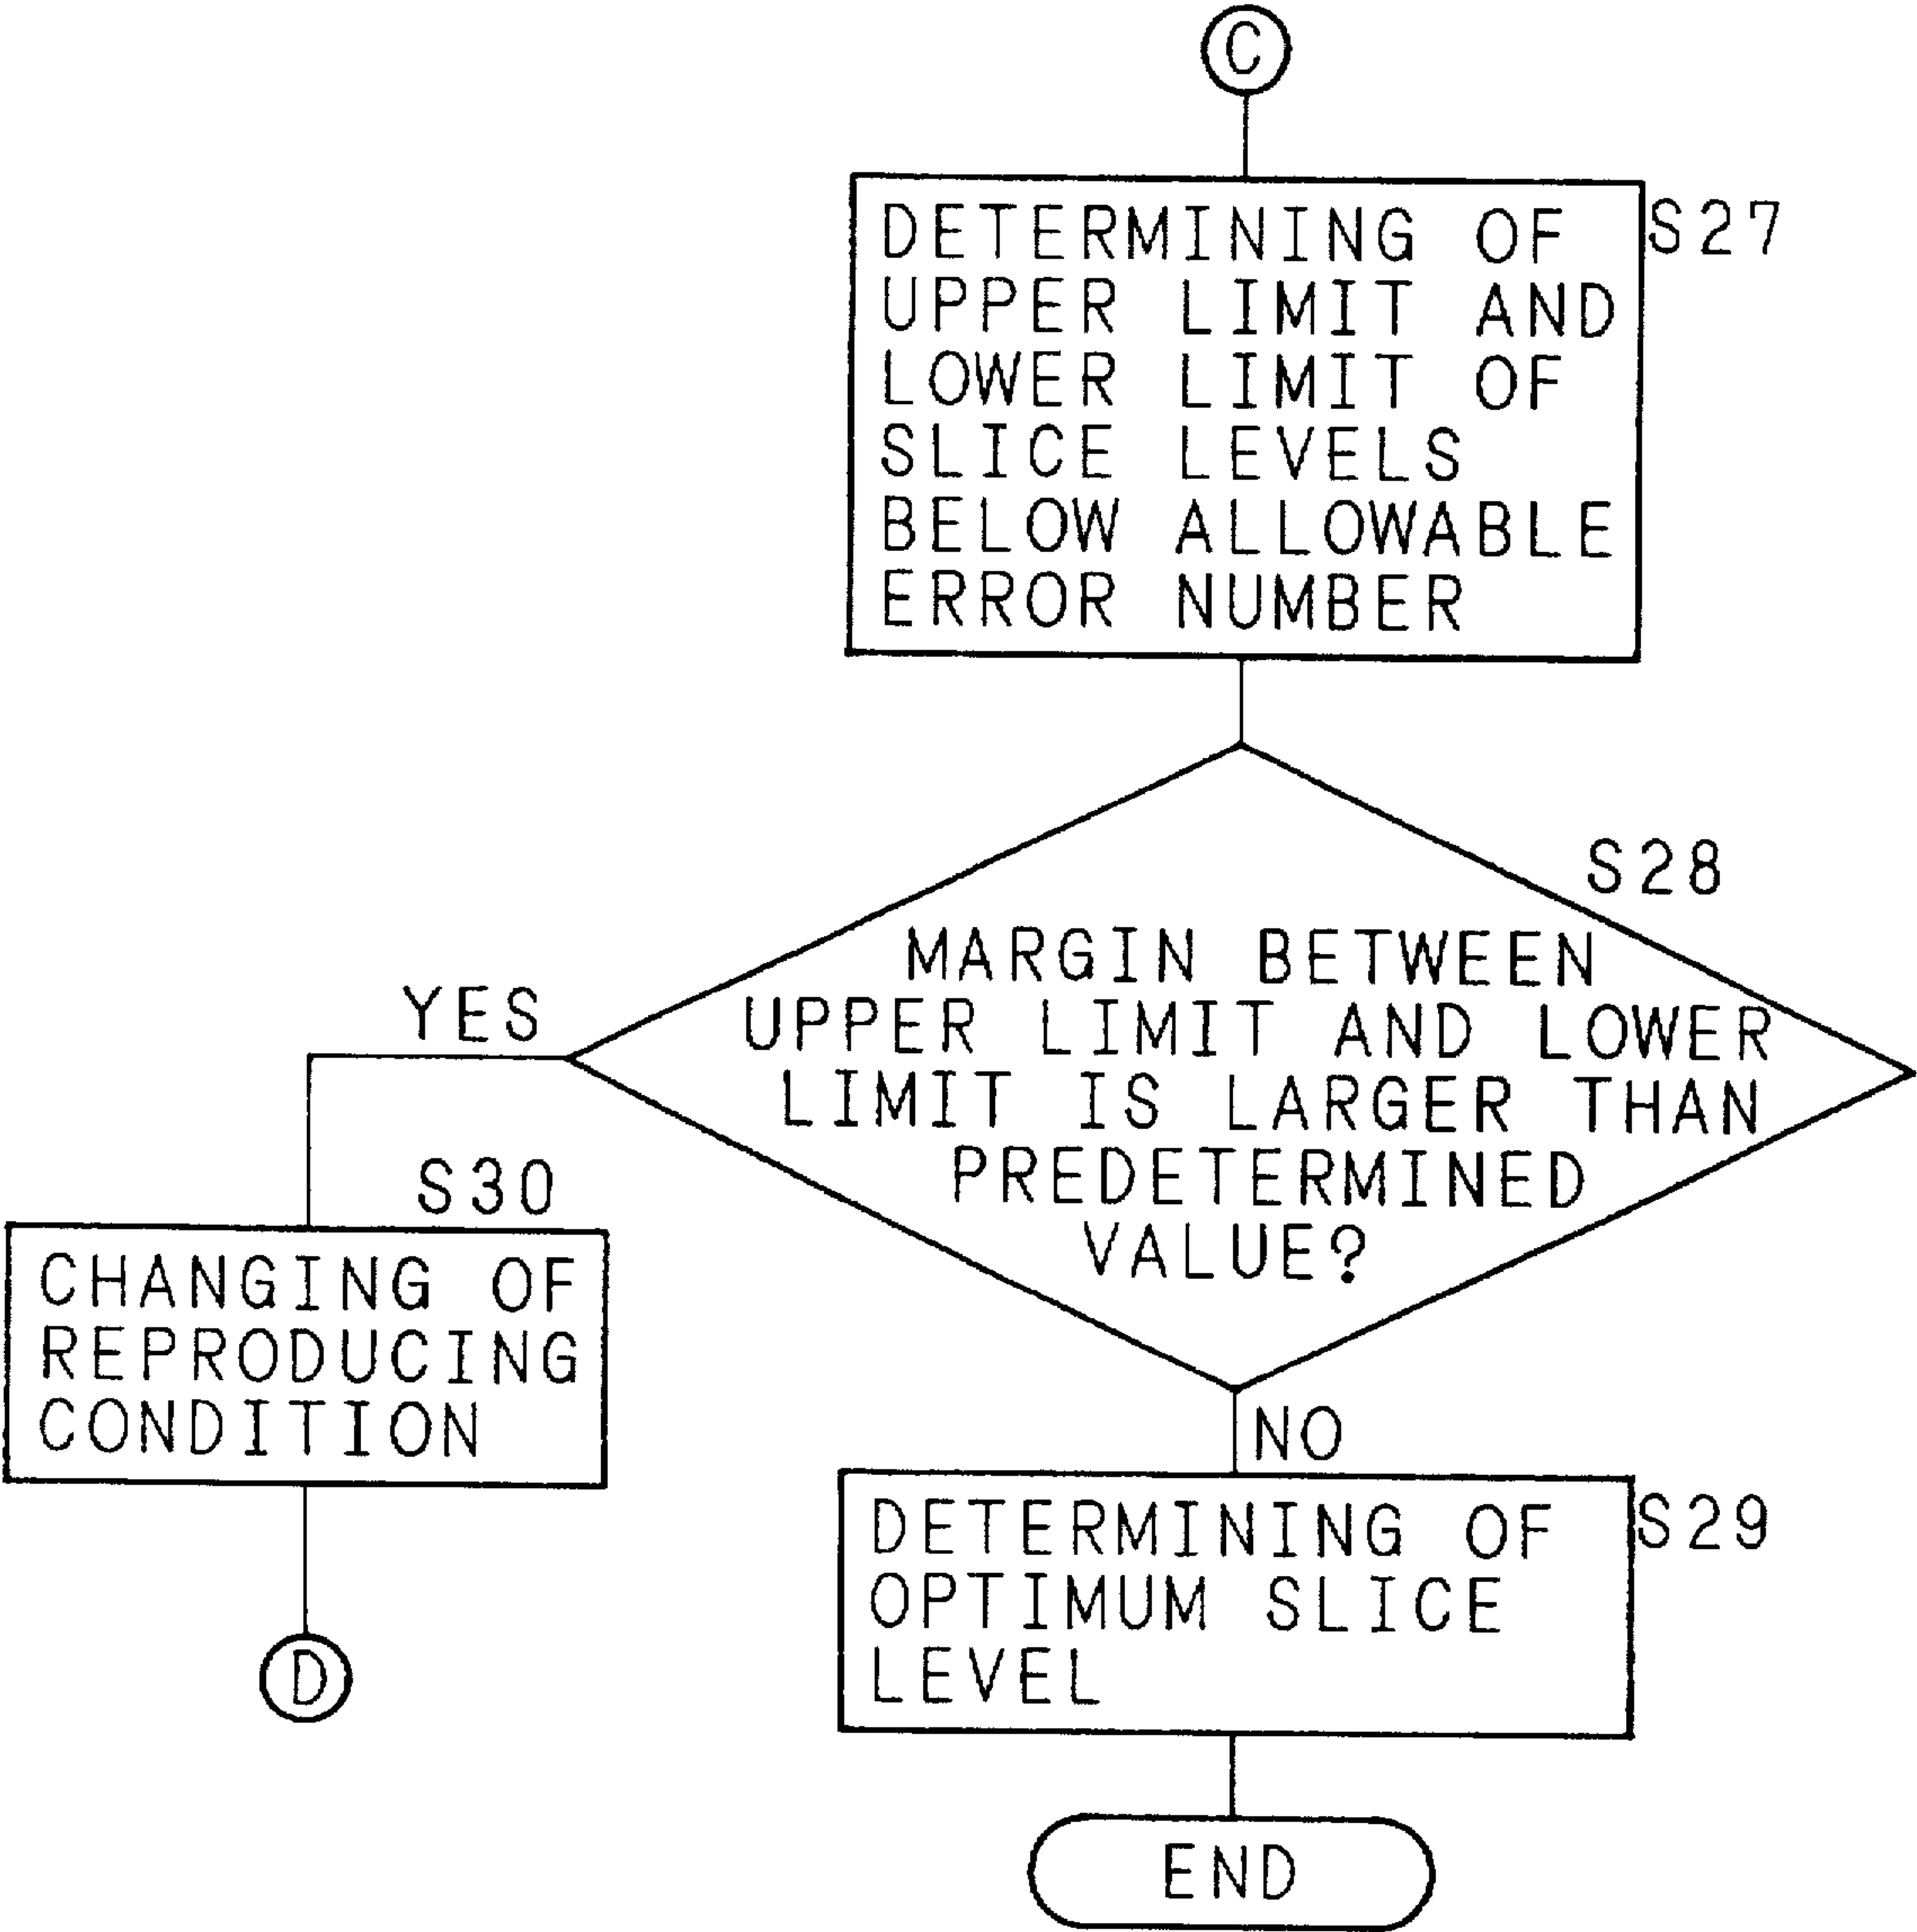 C
DETERMINING OF
UPPER LIMIT AND
LOWER LIMIT OF
SLICE LEVELS
BELOW ALLOWABLE
ERROR NUMBER
S27
S28
MARGIN BETWEEN
UPPER LIMIT AND LOWER
LIMIT IS LARGER THAN
PREDETERMINED
VALUE?
YES
S30
CHANGING OF
REPRODUCING
CONDITION
D
NO
DETERMINING OF
OPTIMUM SLICE
LEVEL
S29
END